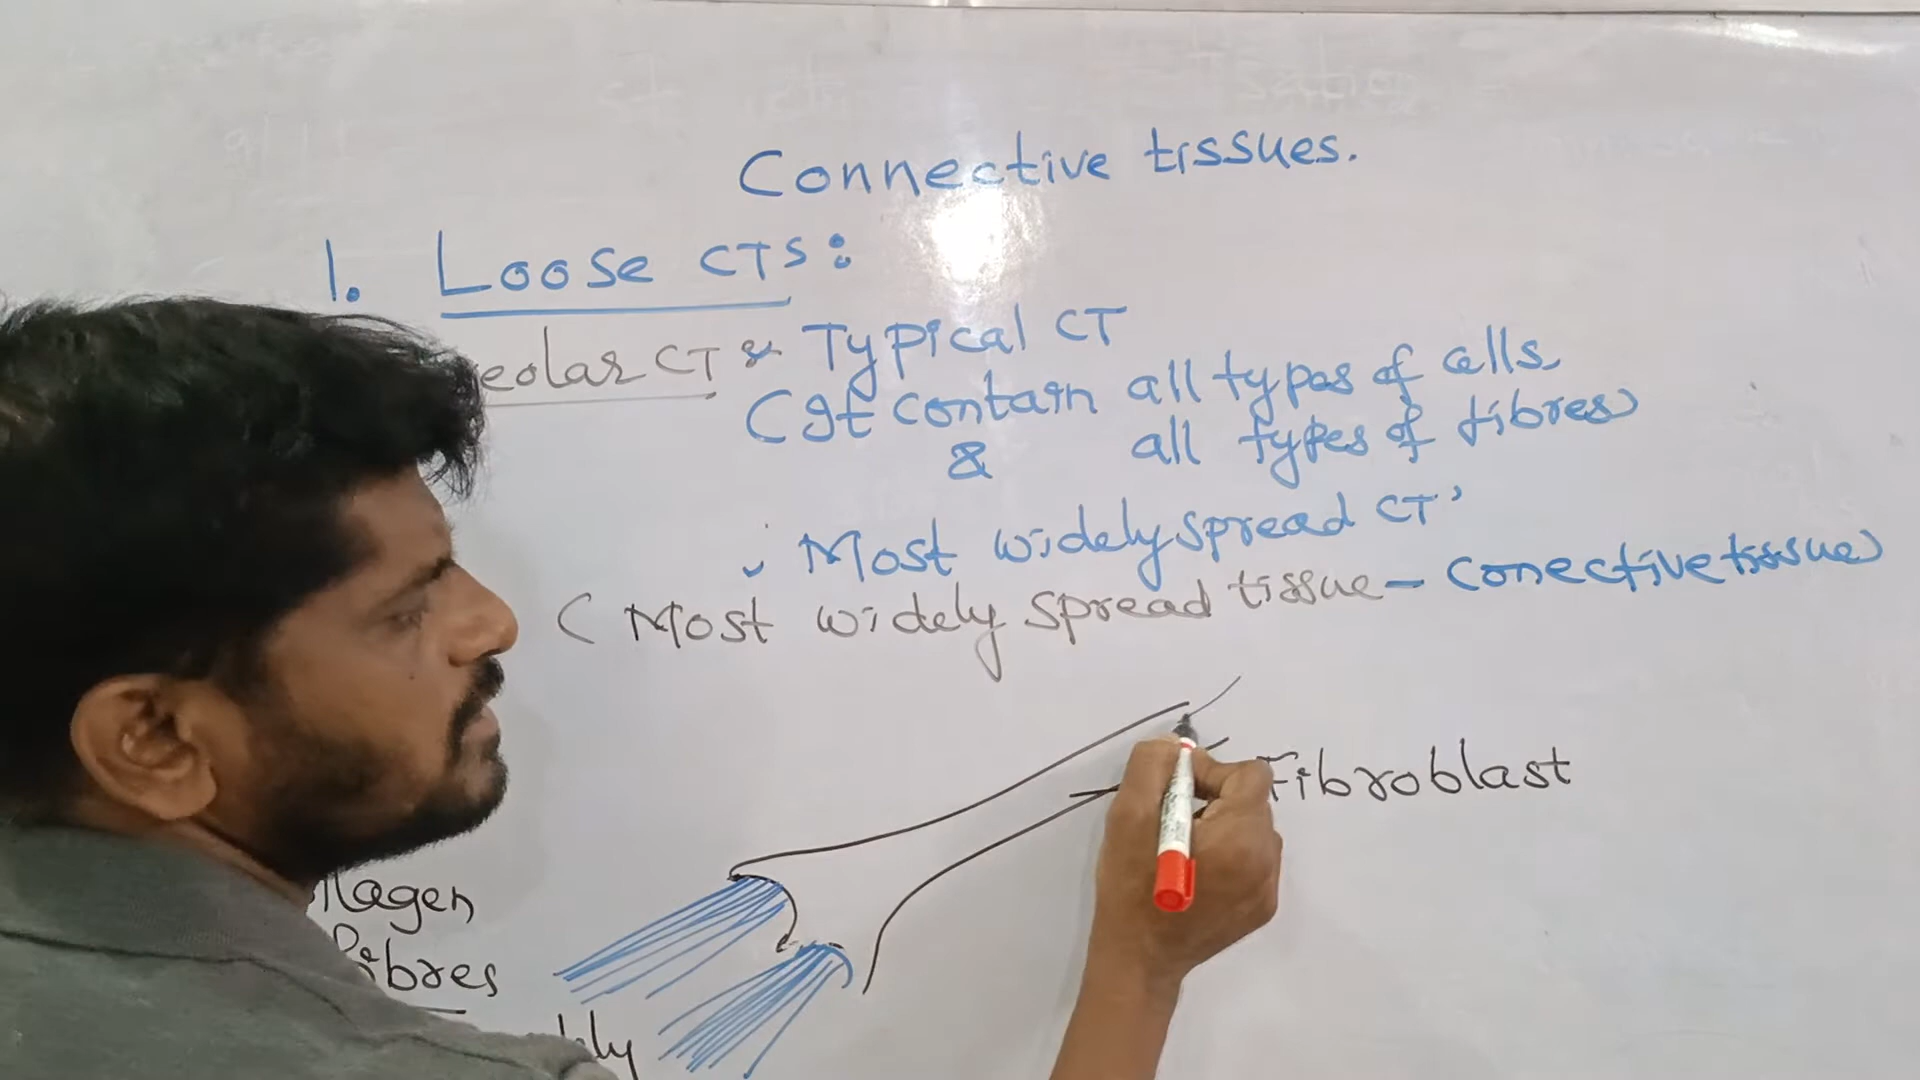 Connective tissues.
1. Loose CTs:
eolar CT : Typical CT
(It contain all types of cells
& all types of fibres)
Most widely spread CT
(Most widely spread tissue - Conective tissue)
Fibroblast
llagen
fibres